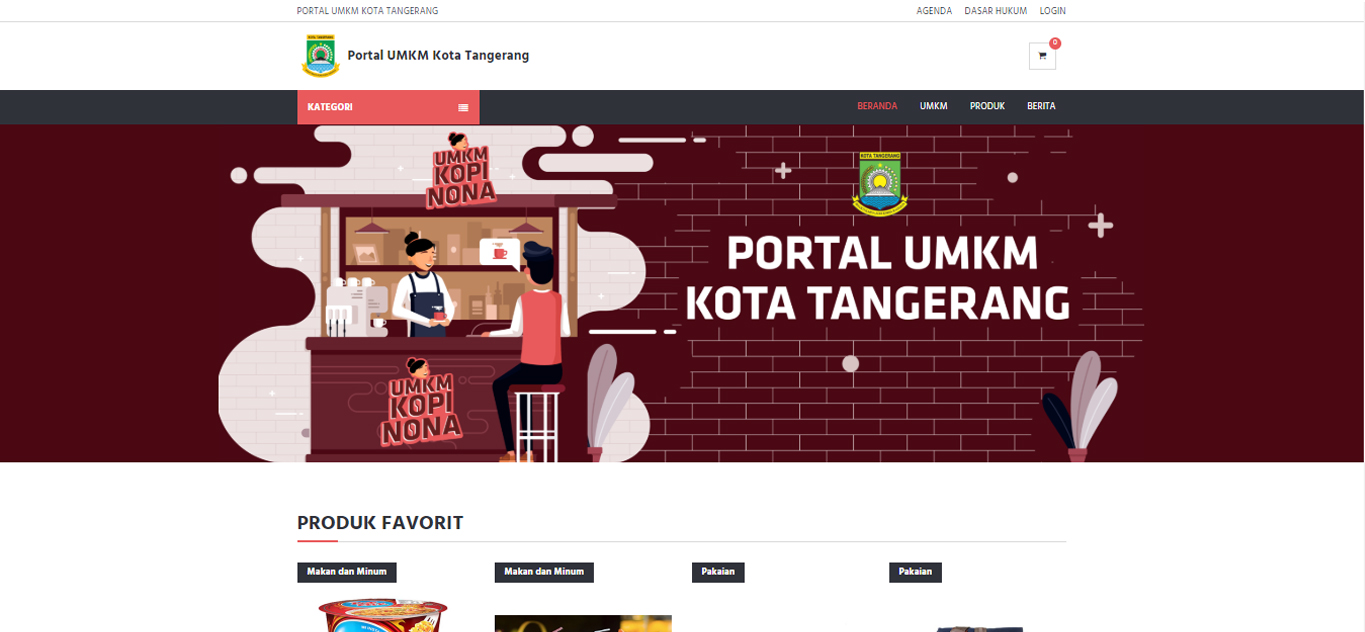 PORTAL UMKM KOTA TANGERANG
AGENDA DASAR HUKUM LOGIN
KOTA TANGERANG
Portal UMKM Kota Tangerang
0
KATEGORI
BERANDA UMKM PRODUK BERITA
UMKM
KOPI
NONA
KOTA TANGERANG
PORTAL UMKM
KOTA TANGERANG
UMKM
KOPI
NONA
PRODUK FAVORIT
Makan dan Minum
Makan dan Minum
Pakaian
Pakaian